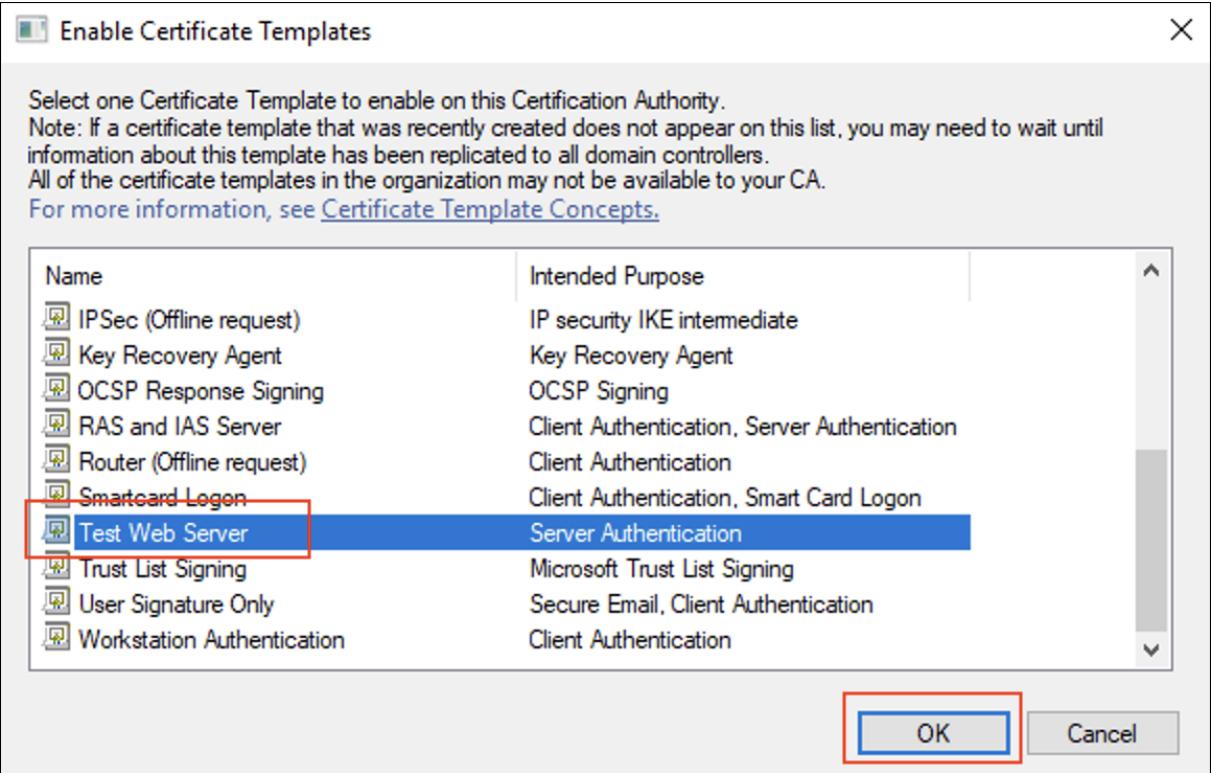 Enable Certificate Templates
Select one Certificate Template to enable on this Certification Authority.
Note: If a certificate template that was recently created does not appear on this list, you may need to wait until
information about this template has been replicated to all domain controllers.
All of the certificate templates in the organization may not be available to your CA.
For more information, see Certificate Template Concepts.
Name Intended Purpose
IPSec (Offline request) IP security IKE intermediate
Key Recovery Agent Key Recovery Agent
OCSP Response Signing OCSP Signing
RAS and IAS Server Client Authentication, Server Authentication
Router (Offline request) Client Authentication
Smartcard Logon Client Authentication, Smart Card Logon
Test Web Server Server Authentication
Trust List Signing Microsoft Trust List Signing
User Signature Only Secure Email, Client Authentication
Workstation Authentication Client Authentication
OK Cancel